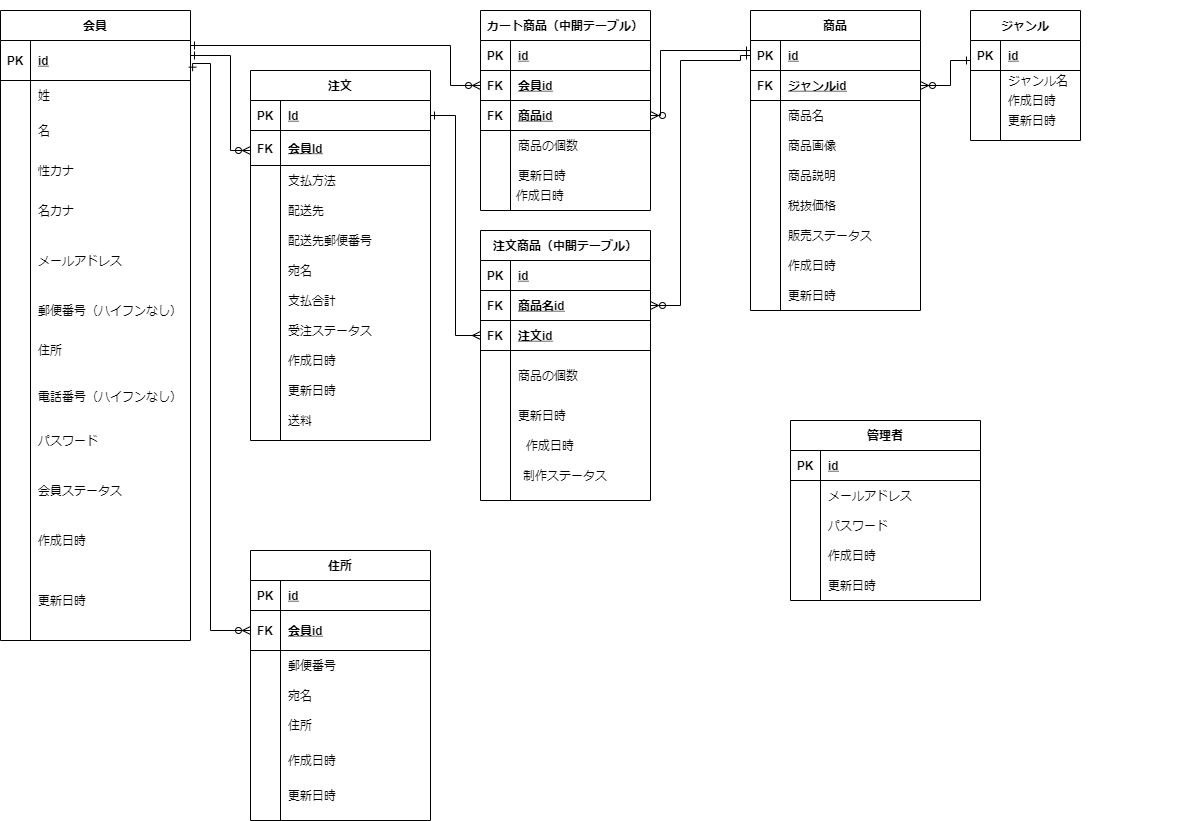 会員
PK id
姓
名
性カナ
名カナ
メールアドレス
郵便番号（ハイフンなし）
住所
電話番号（ハイフンなし）
パスワード
会員ステータス
作成日時
更新日時
注文
PK Id
FK 会員Id
支払方法
配送先
配送先郵便番号
宛名
支払合計
受注ステータス
作成日時
更新日時
送料
住所
PK id
FK 会員id
郵便番号
宛名
住所
作成日時
更新日時
カート商品（中間テーブル）
PK id
FK 会員id
FK 商品id
商品の個数
更新日時
作成日時
注文商品（中間テーブル）
PK id
FK 商品名id
FK 注文id
商品の個数
更新日時
作成日時
制作ステータス
商品
PK id
FK ジャンルid
商品名
商品画像
商品説明
税抜価格
販売ステータス
作成日時
更新日時
ジャンル
PK id
ジャンル名
作成日時
更新日時
管理者
PK id
メールアドレス
パスワード
作成日時
更新日時